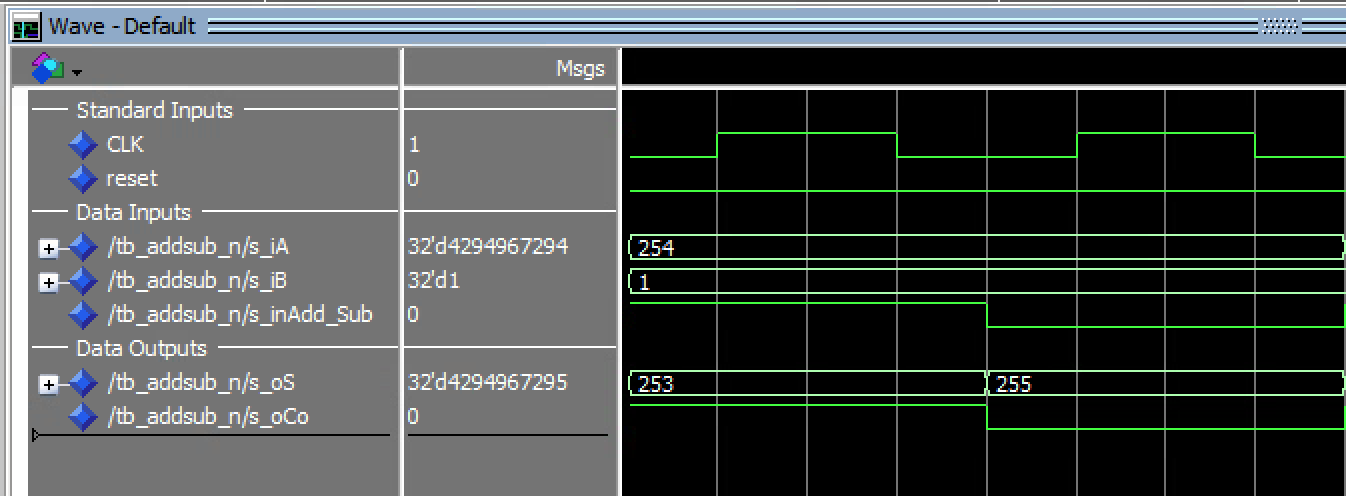 Wave - Default
Msgs
Standard Inputs
CLK 1
reset 0
Data Inputs
/tb_addsub_n/s_iA 32'd4294967294 254
/tb_addsub_n/s_iB 32'd1 1
/tb_addsub_n/s_inAdd_Sub 0
Data Outputs
/tb_addsub_n/s_oS 32'd4294967295 253 255
/tb_addsub_n/s_oCo 0